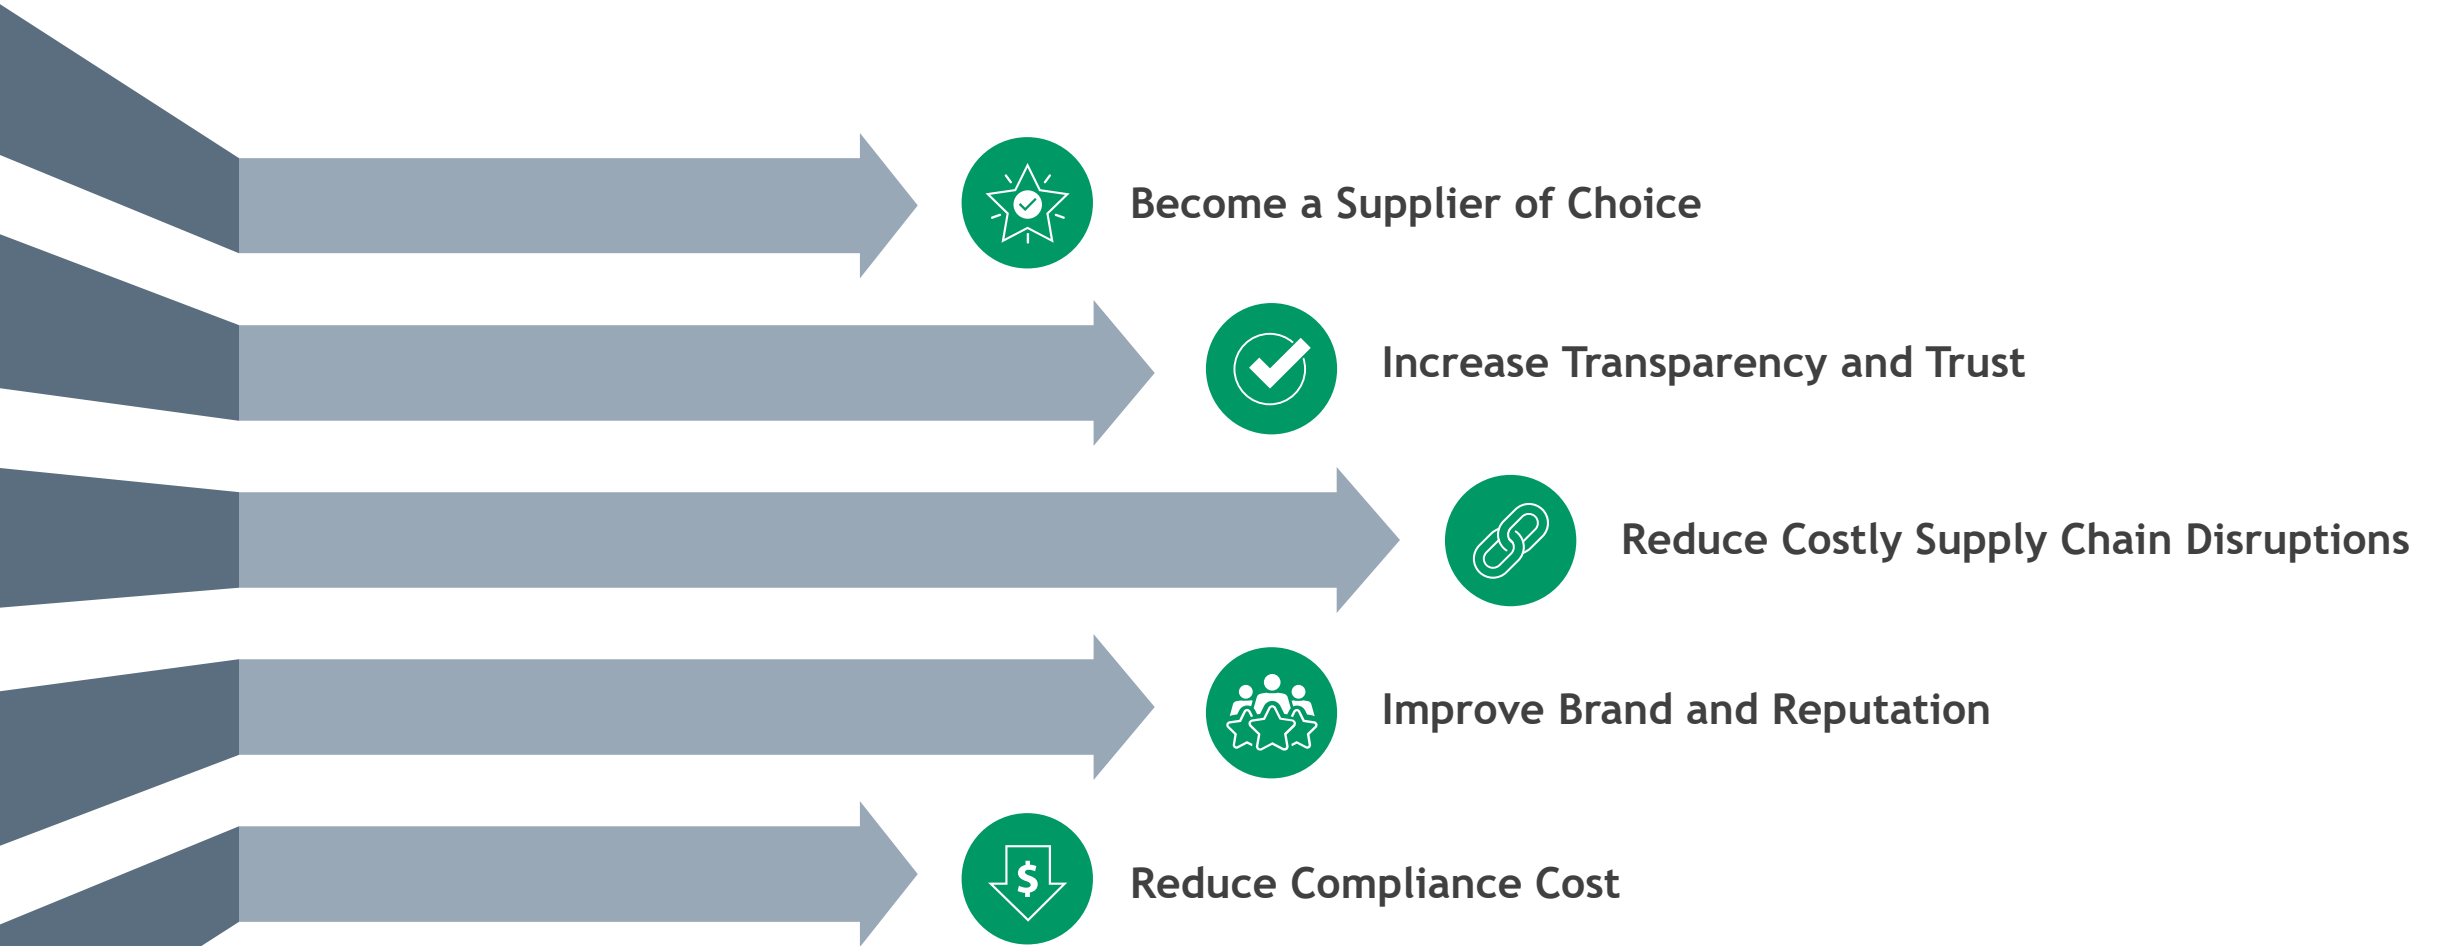 Become a Supplier of Choice
Increase Transparency and Trust
Reduce Costly Supply Chain Disruptions
Improve Brand and Reputation
$
Reduce Compliance Cost